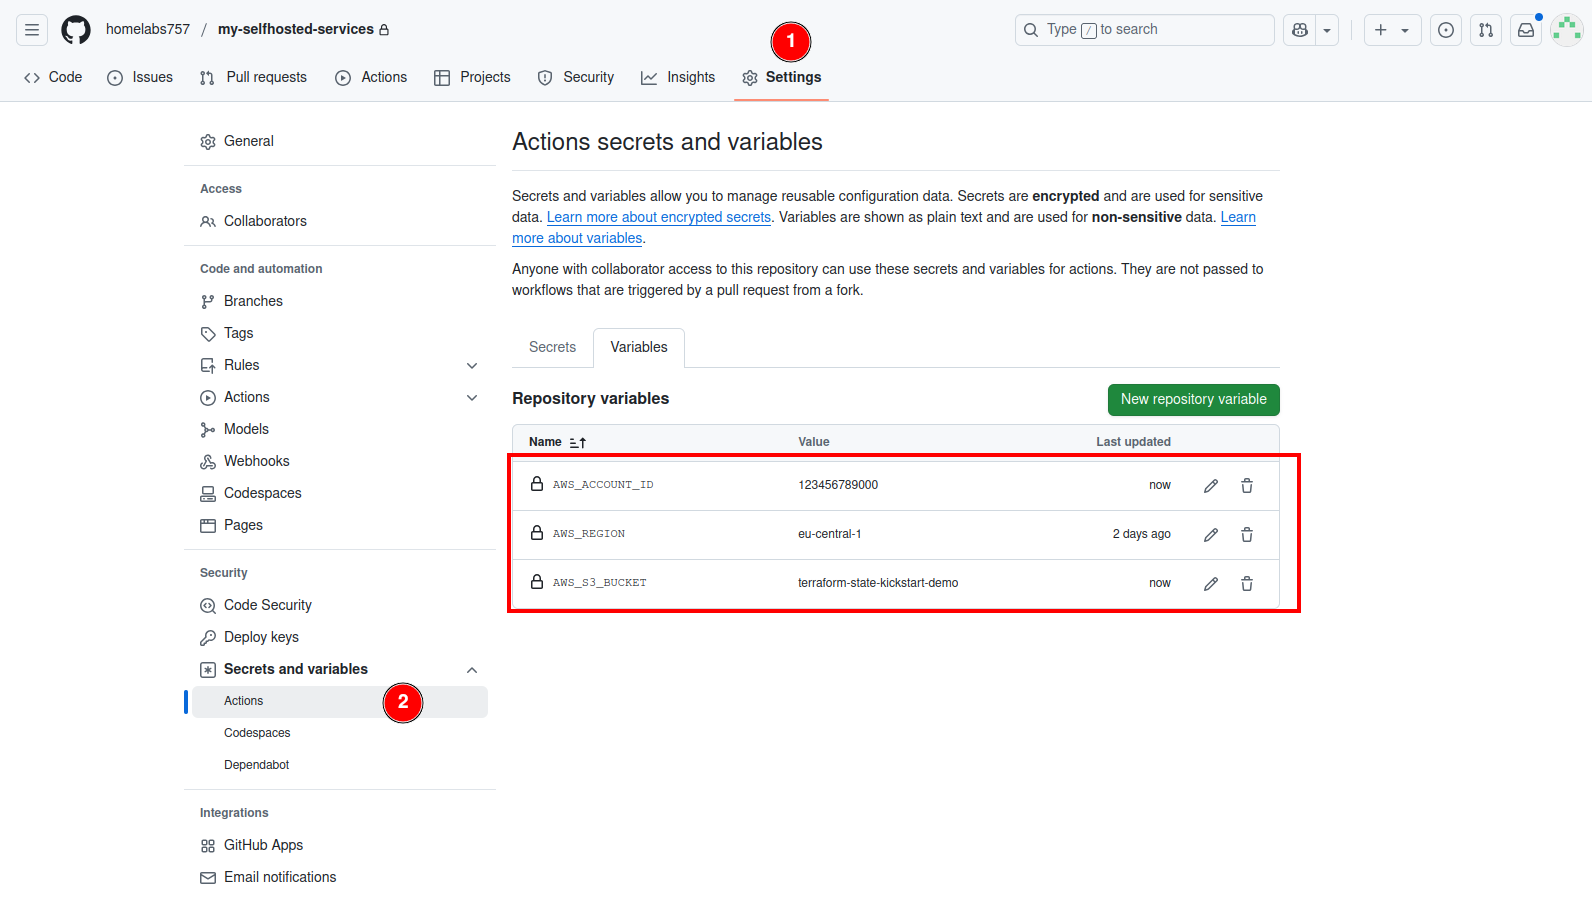 homelabs757 / my-selfhosted-services
Type / to search
1
Code
Issues
Pull requests
Actions
Projects
Security
Insights
Settings
General
Access
Collaborators
Code and automation
Branches
Tags
Rules
Actions
Models
Webhooks
Codespaces
Pages
Security
Code Security
Deploy keys
Secrets and variables
Actions
2
Codespaces
Dependabot
Integrations
GitHub Apps
Email notifications
Actions secrets and variables
Secrets and variables allow you to manage reusable configuration data. Secrets are encrypted and are used for sensitive
data. Learn more about encrypted secrets. Variables are shown as plain text and are used for non-sensitive data. Learn
more about variables.
Anyone with collaborator access to this repository can use these secrets and variables for actions. They are not passed to
workflows that are triggered by a pull request from a fork.
Secrets
Variables
Repository variables
New repository variable
Name Value Last updated
AWS_ACCOUNT_ID 123456789000 now
AWS_REGION eu-central-1 2 days ago
AWS_S3_BUCKET terraform-state-kickstart-demo now